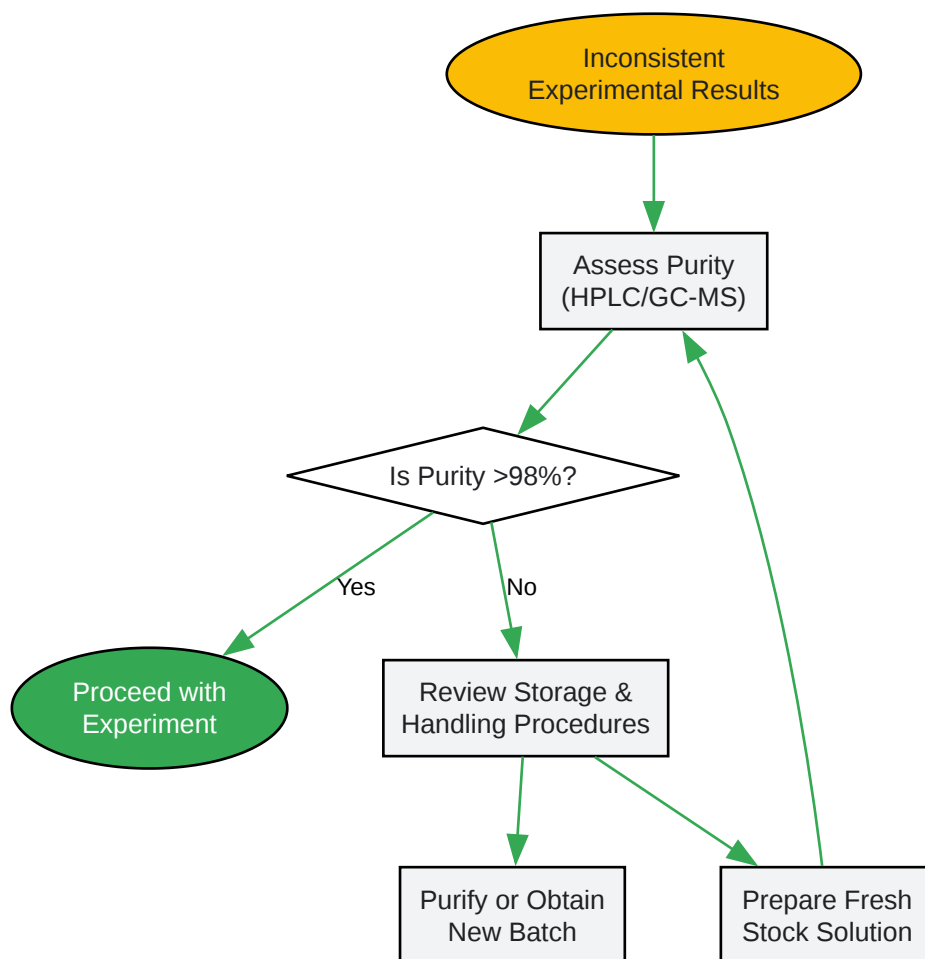 Inconsistent
Experimental Results
Assess Purity
(HPLC/GC-MS)
Is Purity >98%?
Yes
No
Proceed with
Experiment
Review Storage &
Handling Procedures
Purify or Obtain
New Batch
Prepare Fresh
Stock Solution